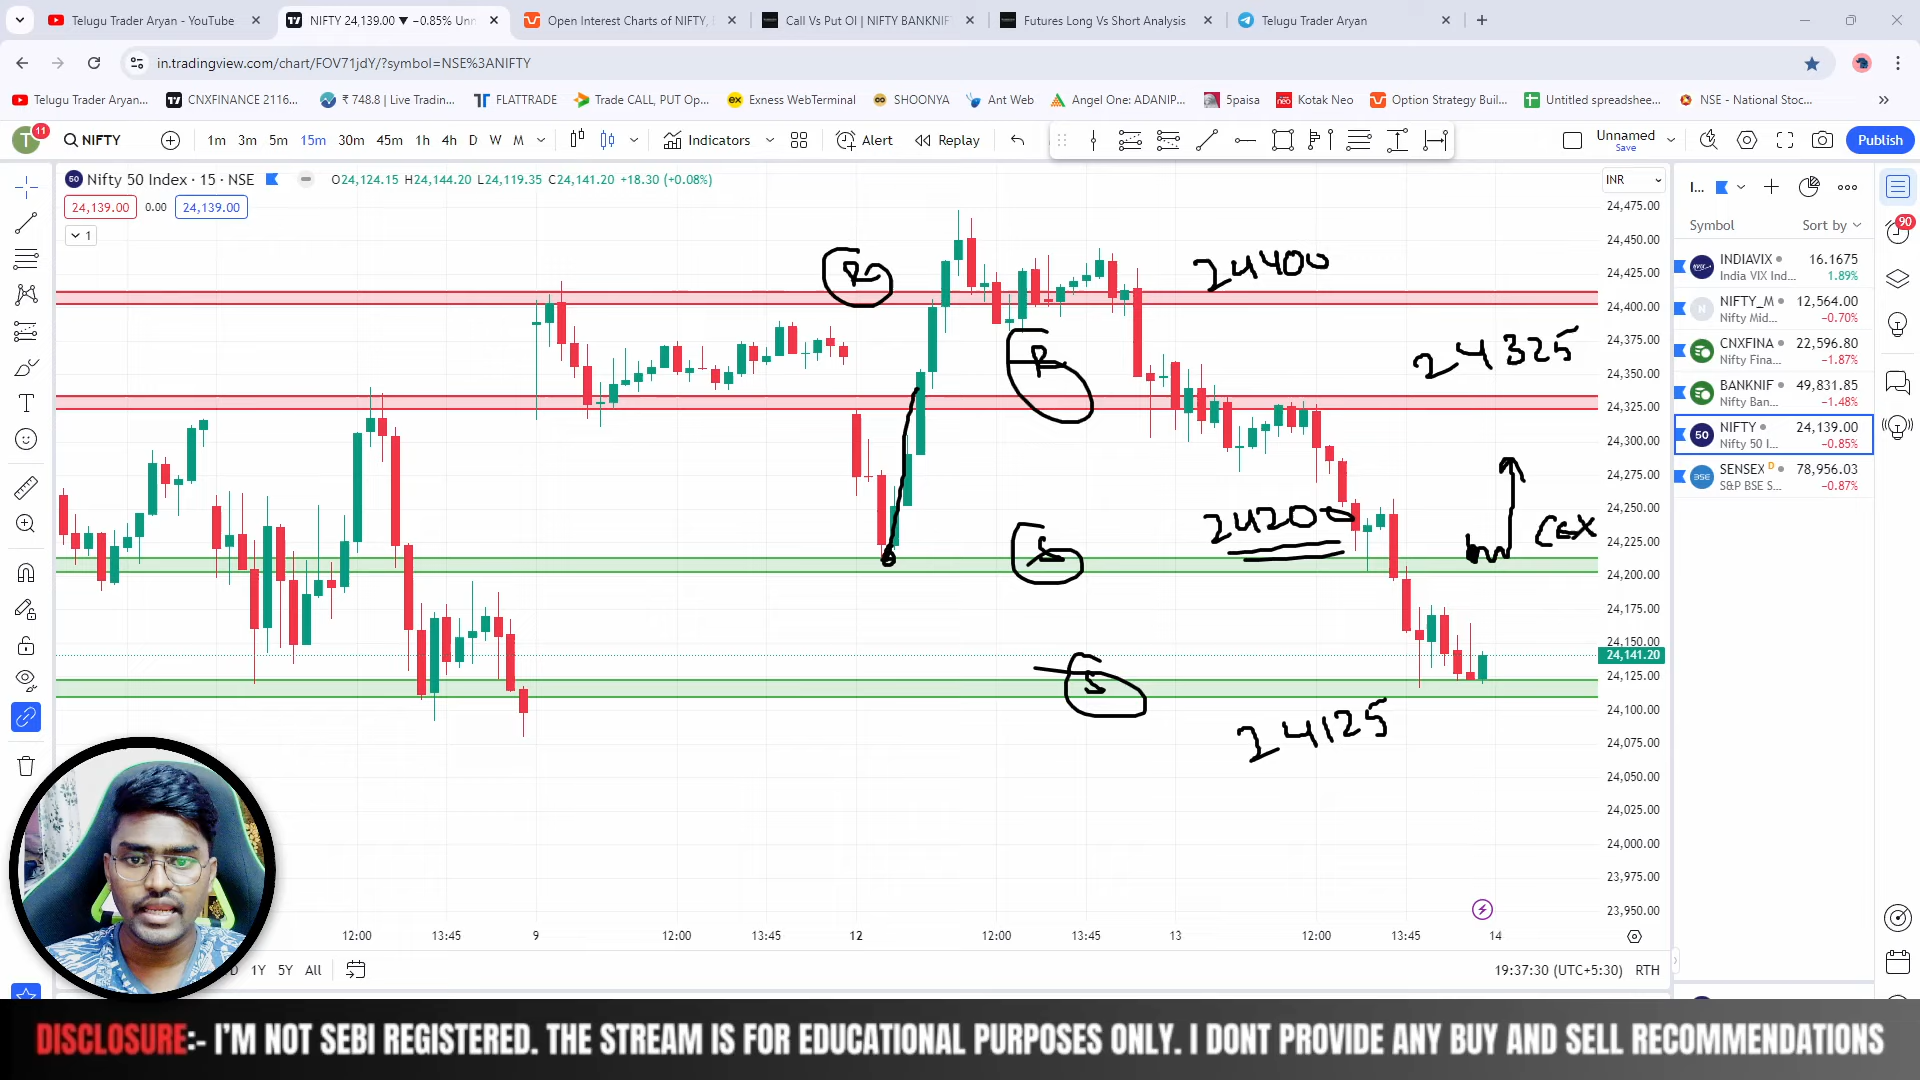 Telugu Trader Aryan - YouTube
NIFTY 24,139.00 ▼ −0.85% Unn
Open Interest Charts of NIFTY,
Call Vs Put OI | NIFTY BANKNIF
Futures Long Vs Short Analysis
Telugu Trader Aryan
in.tradingview.com/chart/FOV71jdY/?symbol=NSE%3ANIFTY
Telugu Trader Aryan...
CNXFINANCE 2116...
₹ 748.8 | Live Tradin...
FLATTRADE
Trade CALL, PUT Op...
Exness WebTerminal
SHOONYA
Ant Web
Angel One: ADANIP...
5paisa
Kotak Neo
Option Strategy Buil...
Untitled spreadshee...
NSE - National Stoc...
T 11
NIFTY
1m 3m 5m 15m 30m 45m 1h 4h D W M
Indicators
Alert
Replay
Unnamed
Save
Publish
Nifty 50 Index · 15 · NSE
O24,124.15 H24,144.20 L24,119.35 C24,141.20 +18.30 (+0.08%)
24,139.00 0.00 24,139.00
1
INR
24,475.00
24,450.00
24,425.00
24,400.00
24,375.00
24,350.00
24,325.00
24,300.00
24,275.00
24,250.00
24,225.00
24,200.00
24,175.00
24,150.00
24,141.20
24,125.00
24,100.00
24,075.00
24,050.00
24,025.00
24,000.00
23,975.00
23,950.00
R
24400
R
24325
24200
S
S
24125
12:00 13:45 9 12:00 13:45 12 12:00 13:45 13 12:00 13:45 14
1Y 5Y All
19:37:30 (UTC+5:30) RTH
I...
Symbol Sort by
INDIAVIX 16.1675
India VIX Ind... 1.89%
NIFTY_M 12,564.00
Nifty Mid... −0.70%
CNXFINA 22,596.80
Nifty Fina... −1.87%
BANKNIF 49,831.85
Nifty Ban... −1.48%
50 NIFTY 24,139.00
Nifty 50 I... −0.85%
BSE SENSEX D 78,956.03
S&P BSE S... −0.87%
90
DISCLOSURE:- I'M NOT SEBI REGISTERED. THE STREAM IS FOR EDUCATIONAL PURPOSES ONLY. I DONT PROVIDE ANY BUY AND SELL RECOMMENDATIONS